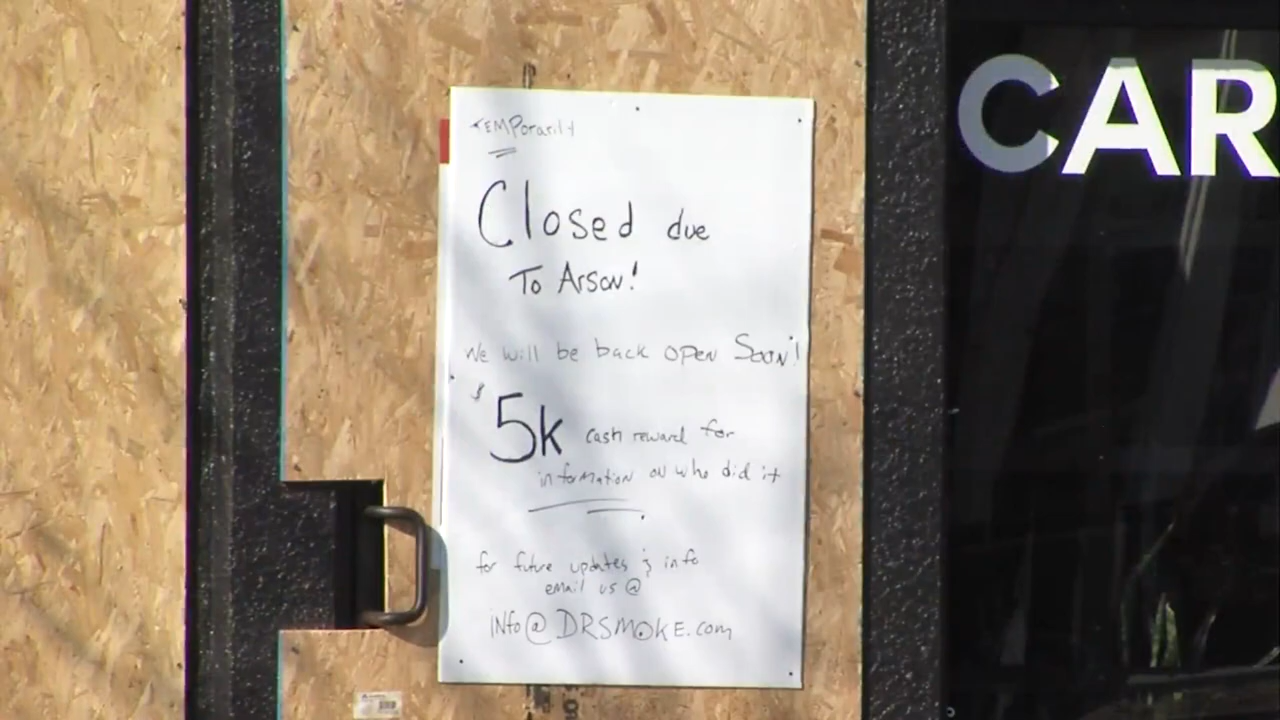 TEMPorarily
Closed due
To Arson!
We will be back open Soon!
$5k cash reward for
information on who did it
for future updates & info
email us @
info@DRSMOKE.com
CAR